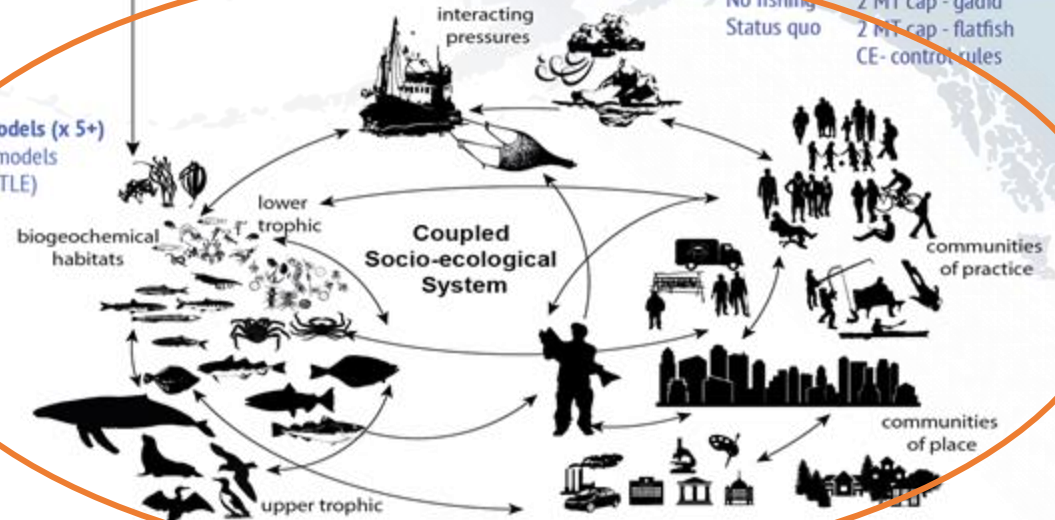 interacting
pressures
No fishing
Status quo
2 MT cap - gadid
2 MT cap - flatfish
CE- control rules
odels (x 5+)
models
TLE)
lower
trophic
biogeochemical
habitats
Coupled
Socio-ecological
System
communities
of practice
communities
of place
upper trophic